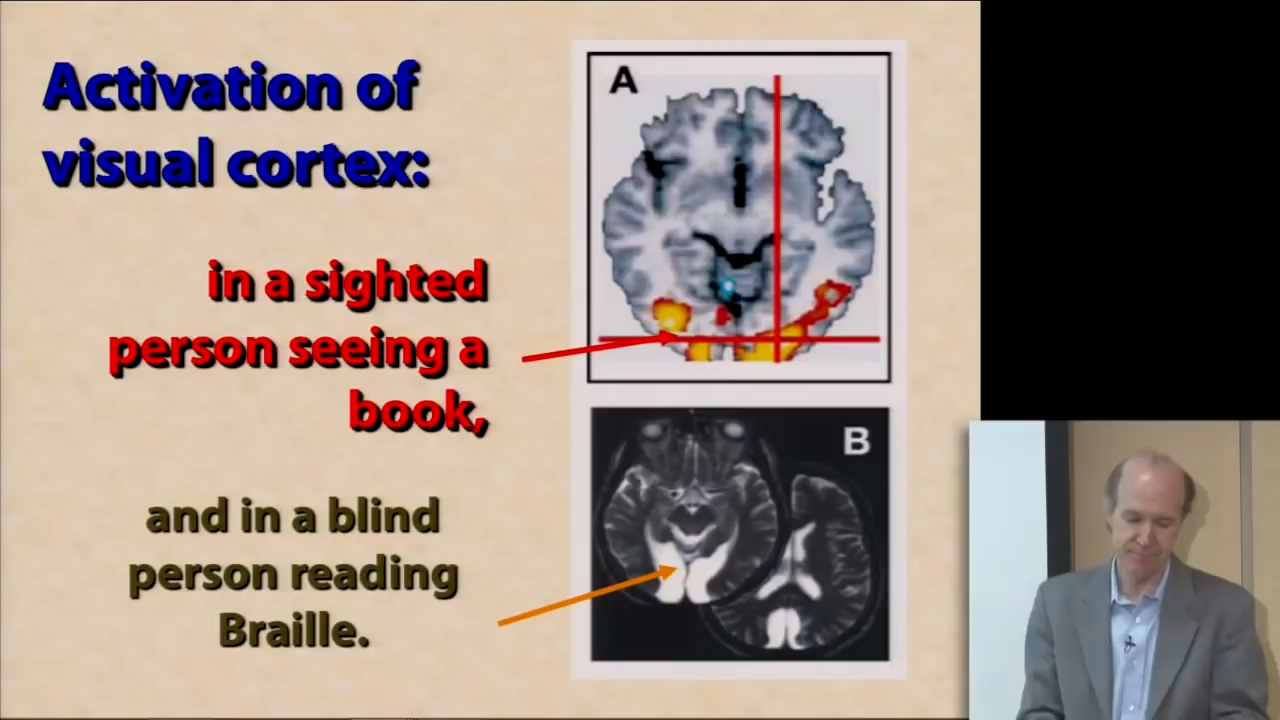 Activation of
visual cortex:
in a sighted
person seeing a
book,
and in a blind
person reading
Braille.
A
B